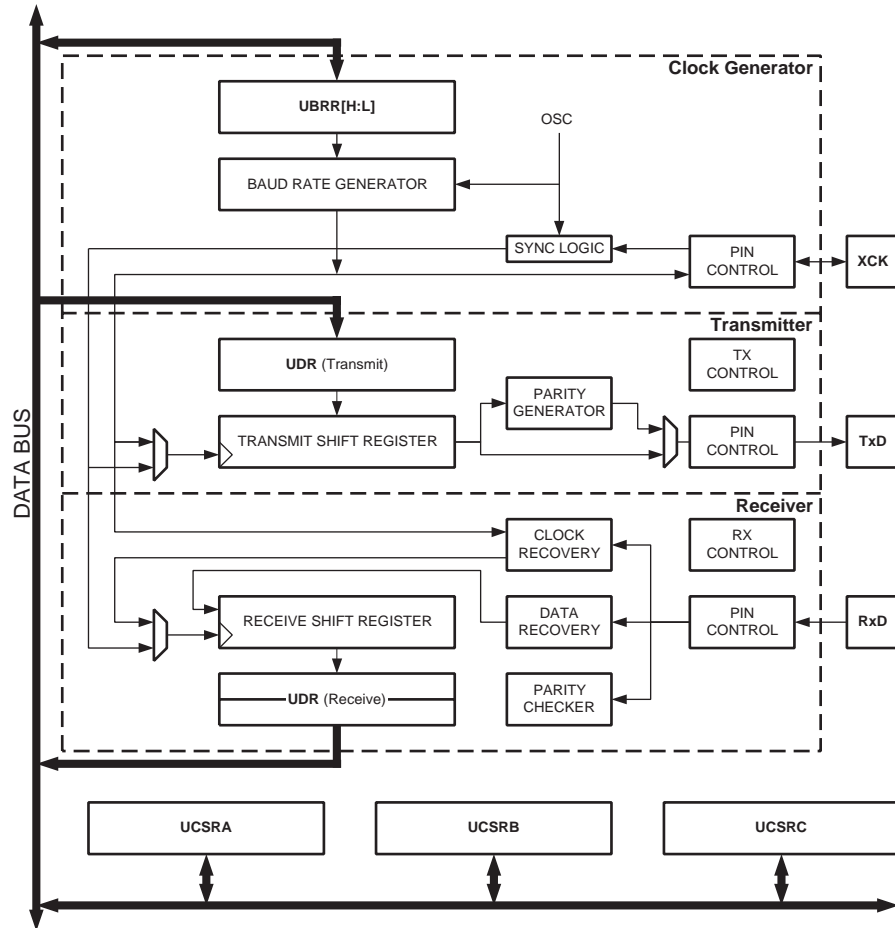 Clock Generator
UBRR[H:L]
OSC
BAUD RATE GENERATOR
SYNC LOGIC
PIN
CONTROL
XCK
DATA BUS
Transmitter
UDR (Transmit)
TX
CONTROL
PARITY
GENERATOR
TRANSMIT SHIFT REGISTER
PIN
CONTROL
TxD
Receiver
CLOCK
RECOVERY
RX
CONTROL
RECEIVE SHIFT REGISTER
DATA
RECOVERY
PIN
CONTROL
RxD
UDR (Receive)
PARITY
CHECKER
UCSRA
UCSRB
UCSRC